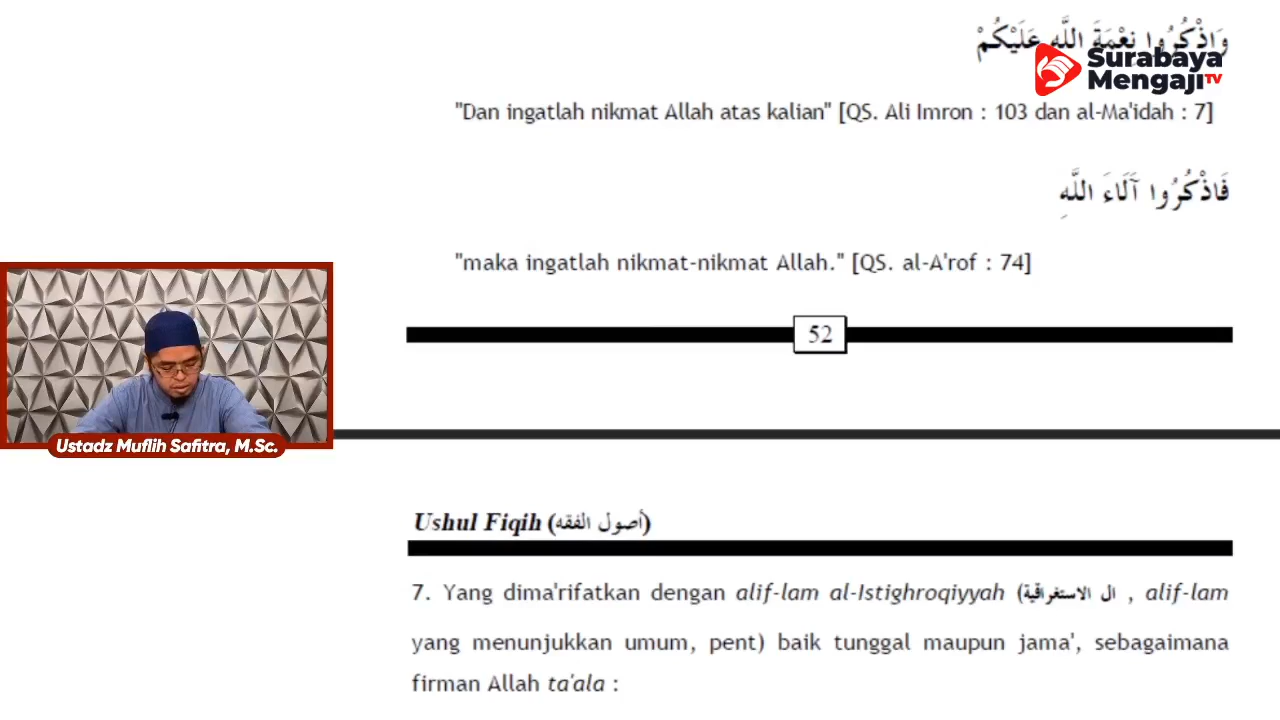 وَاذْكُرُوا نِعْمَةَ اللَّهِ عَلَيْكُمْ
Surabaya
MengajiTV
"Dan ingatlah nikmat Allah atas kalian" [QS. Ali Imron : 103 dan al-Ma'idah : 7]
فَاذْكُرُوا آَلَاءَ اللَّهِ
"maka ingatlah nikmat-nikmat Allah." [QS. al-A'rof : 74]
52
Ustadz Muflih Safitra, M.Sc.
Ushul Fiqih (أصول الفقه)
7. Yang dima'rifatkan dengan alif-lam al-Istighroqiyyah (ال الاستغراقية , alif-lam
yang menunjukkan umum, pent) baik tunggal maupun jama', sebagaimana
firman Allah ta'ala :